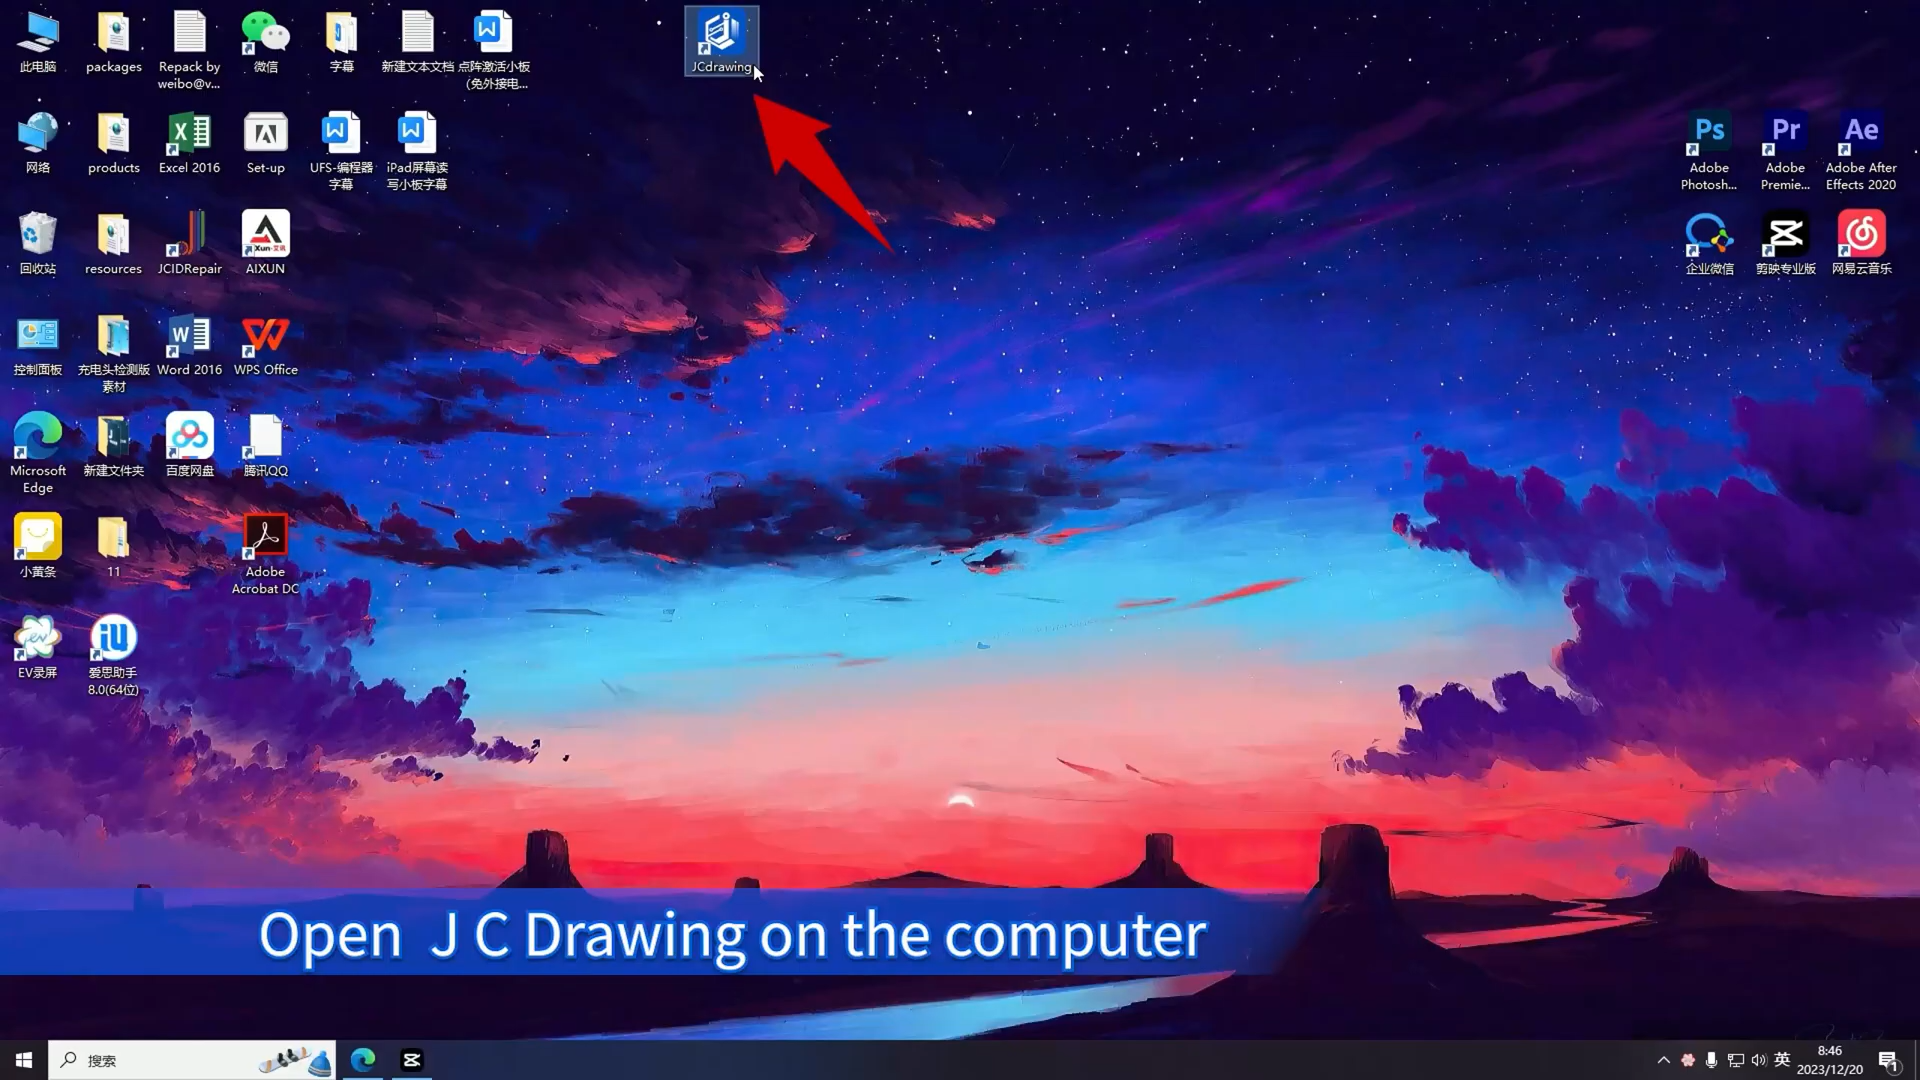 此电脑
packages
Repack by
weibo@v...
微信
字幕
新建文本文档
点阵激活小板
(免外接电...
JCdrawing
网络
products
Excel 2016
Set-up
UFS-编程器
字幕
iPad屏幕读
写小板字幕
Ps
Adobe
Photosh...
Pr
Adobe
Premie...
Ae
Adobe After
Effects 2020
回收站
resources
JCIDRepair
AIXUN
企业微信
剪映专业版
网易云音乐
控制面板
充电头检测版
素材
Word 2016
WPS Office
Microsoft
Edge
新建文件夹
百度网盘
腾讯QQ
小黄条
11
Adobe
Acrobat DC
EV录屏
爱思助手
8.0(64位)
Open J C Drawing on the computer
搜索
英
8:46
2023/12/20
1